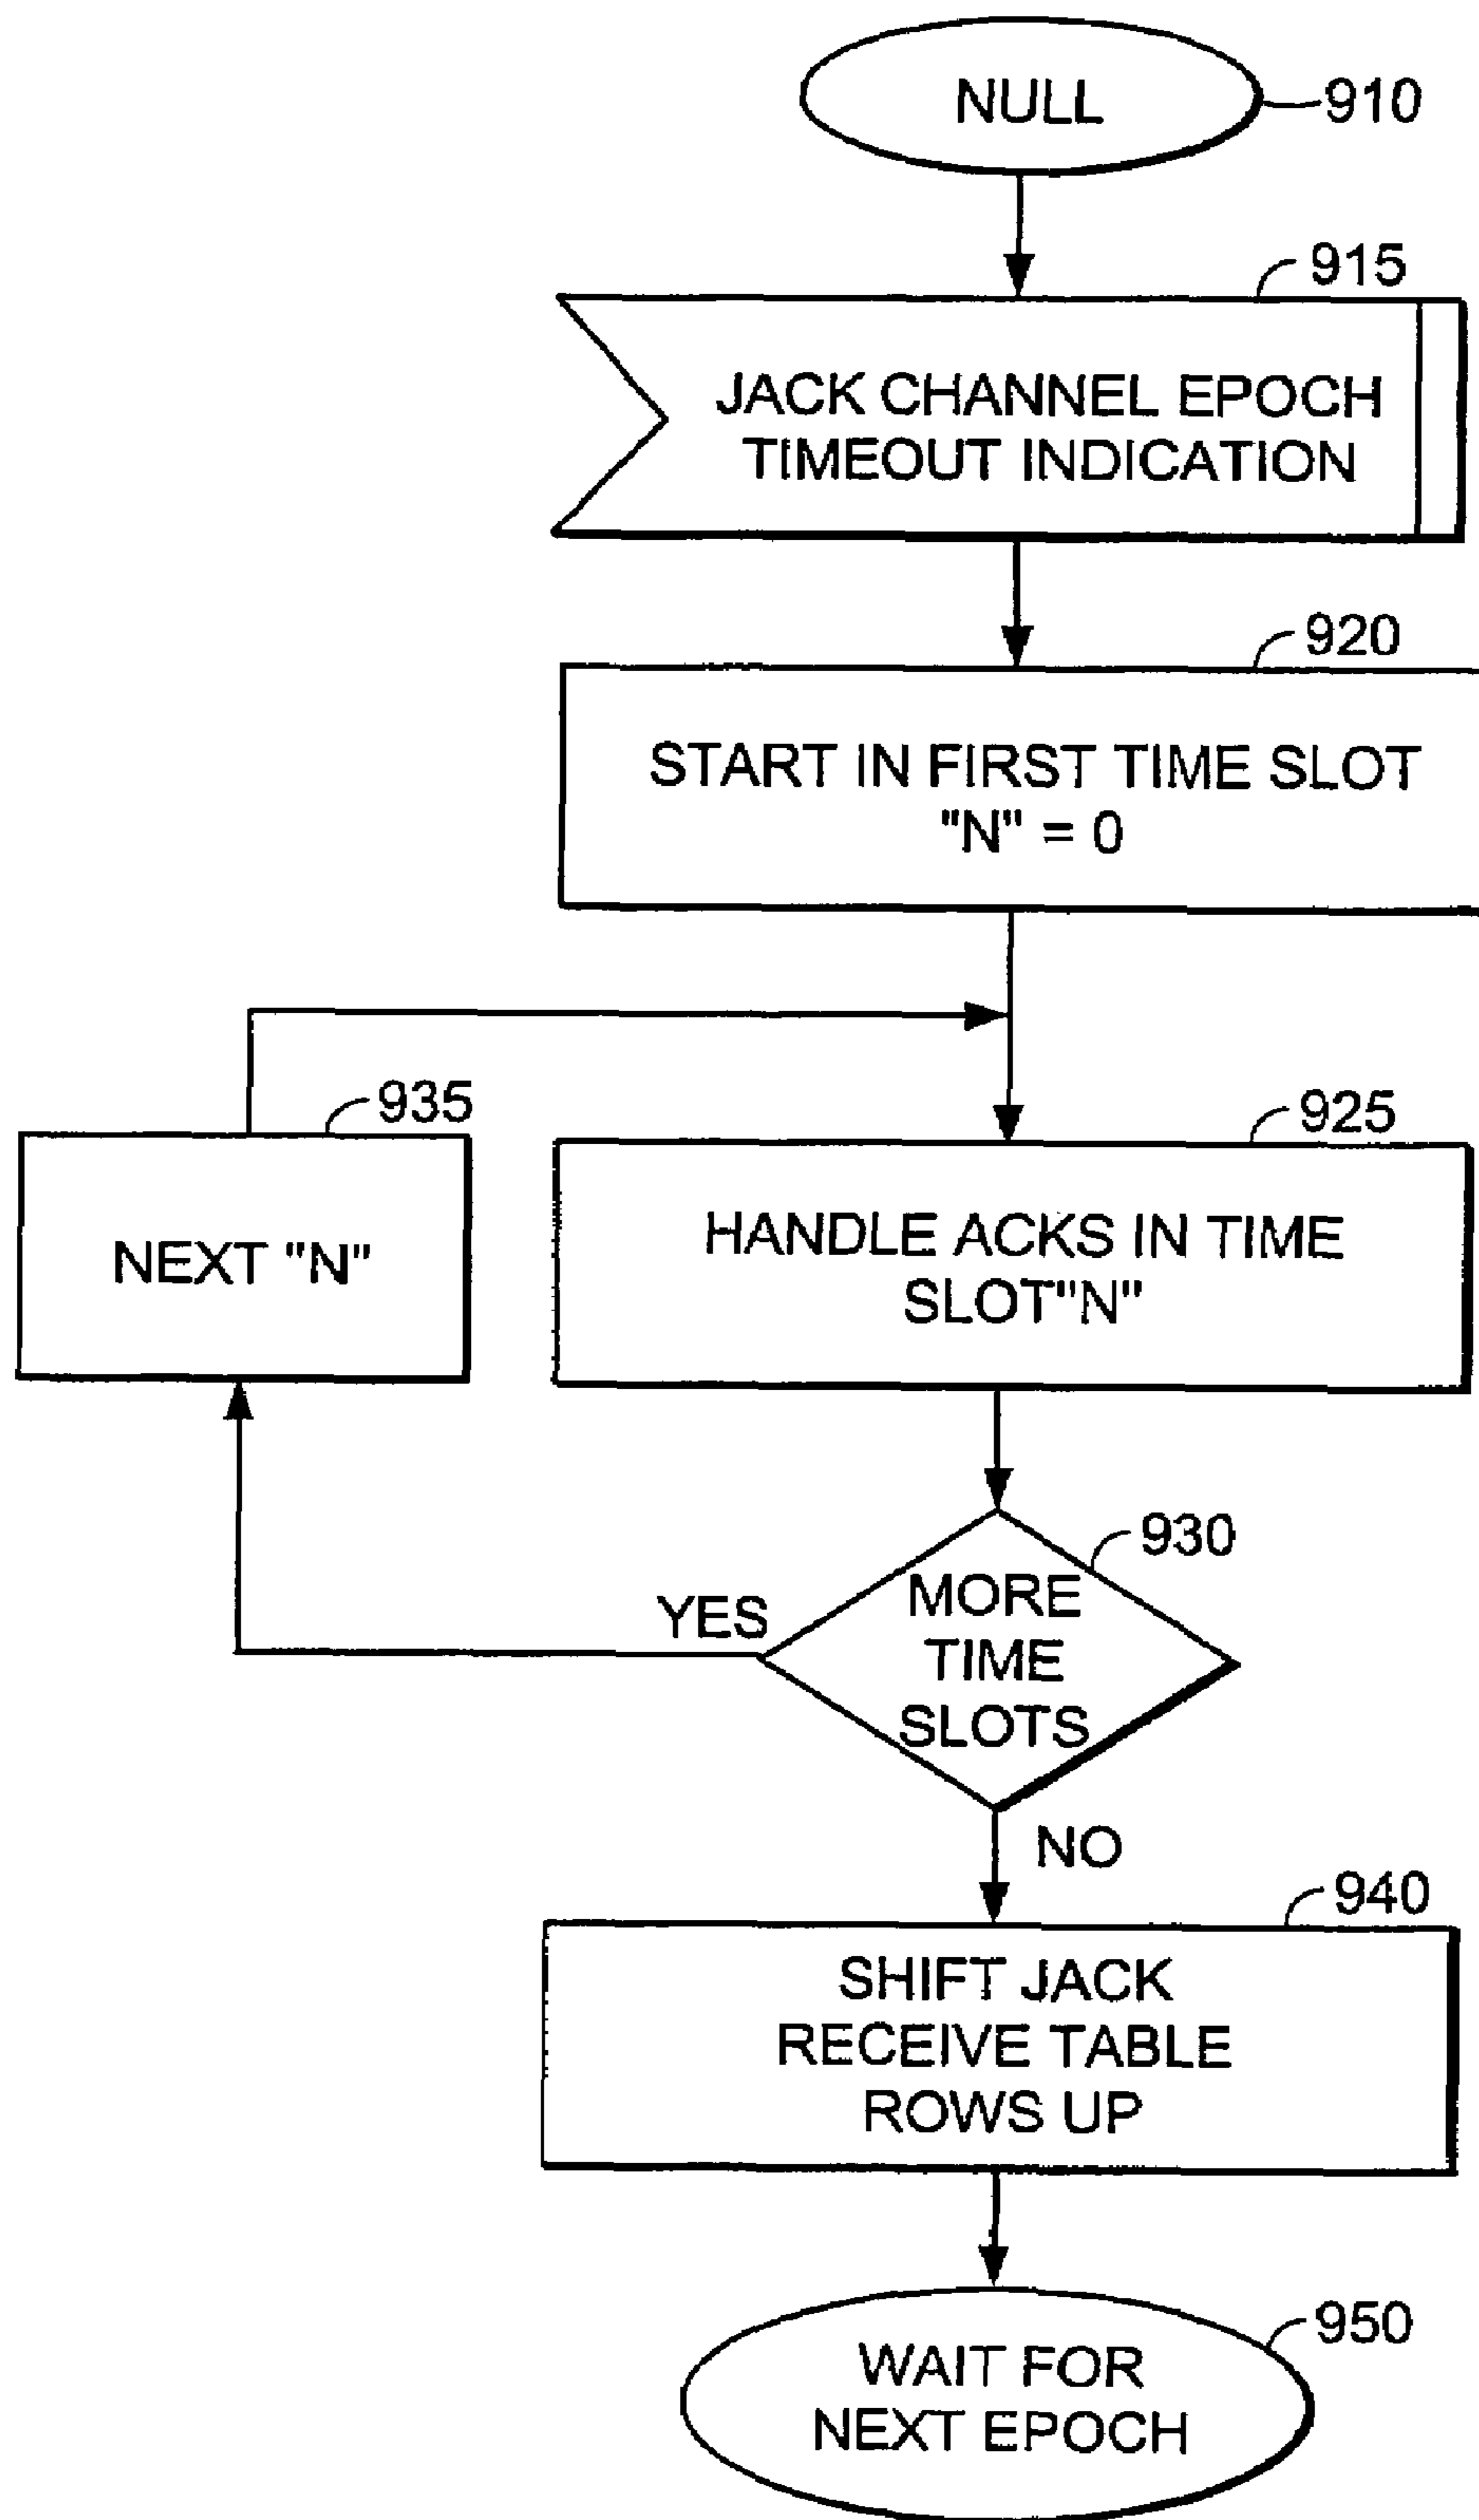 NULL
910
915
JACK CHANNEL EPOCH
TIMEOUT INDICATION
920
START IN FIRST TIME SLOT
"N" = 0
935
NEXT "N"
925
HANDLE ACKS IN TIME
SLOT"N"
930
MORE
TIME
SLOTS
YES
NO
940
SHIFT JACK
RECEIVE TABLE
ROWS UP
950
WAIT FOR
NEXT EPOCH